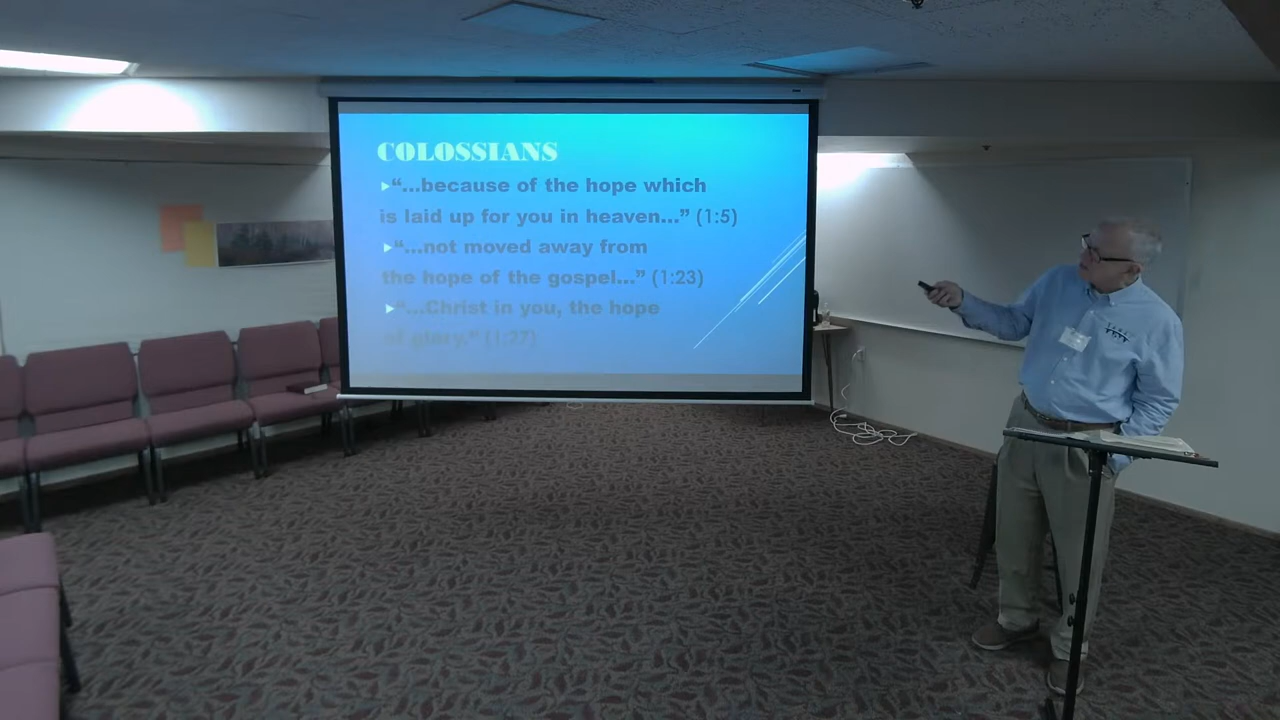 COLOSSIANS
“...because of the hope which
is laid up for you in heaven...” (1:5)
“...not moved away from
the hope of the gospel...” (1:23)
“...Christ in you, the hope
of glory.” (1:27)